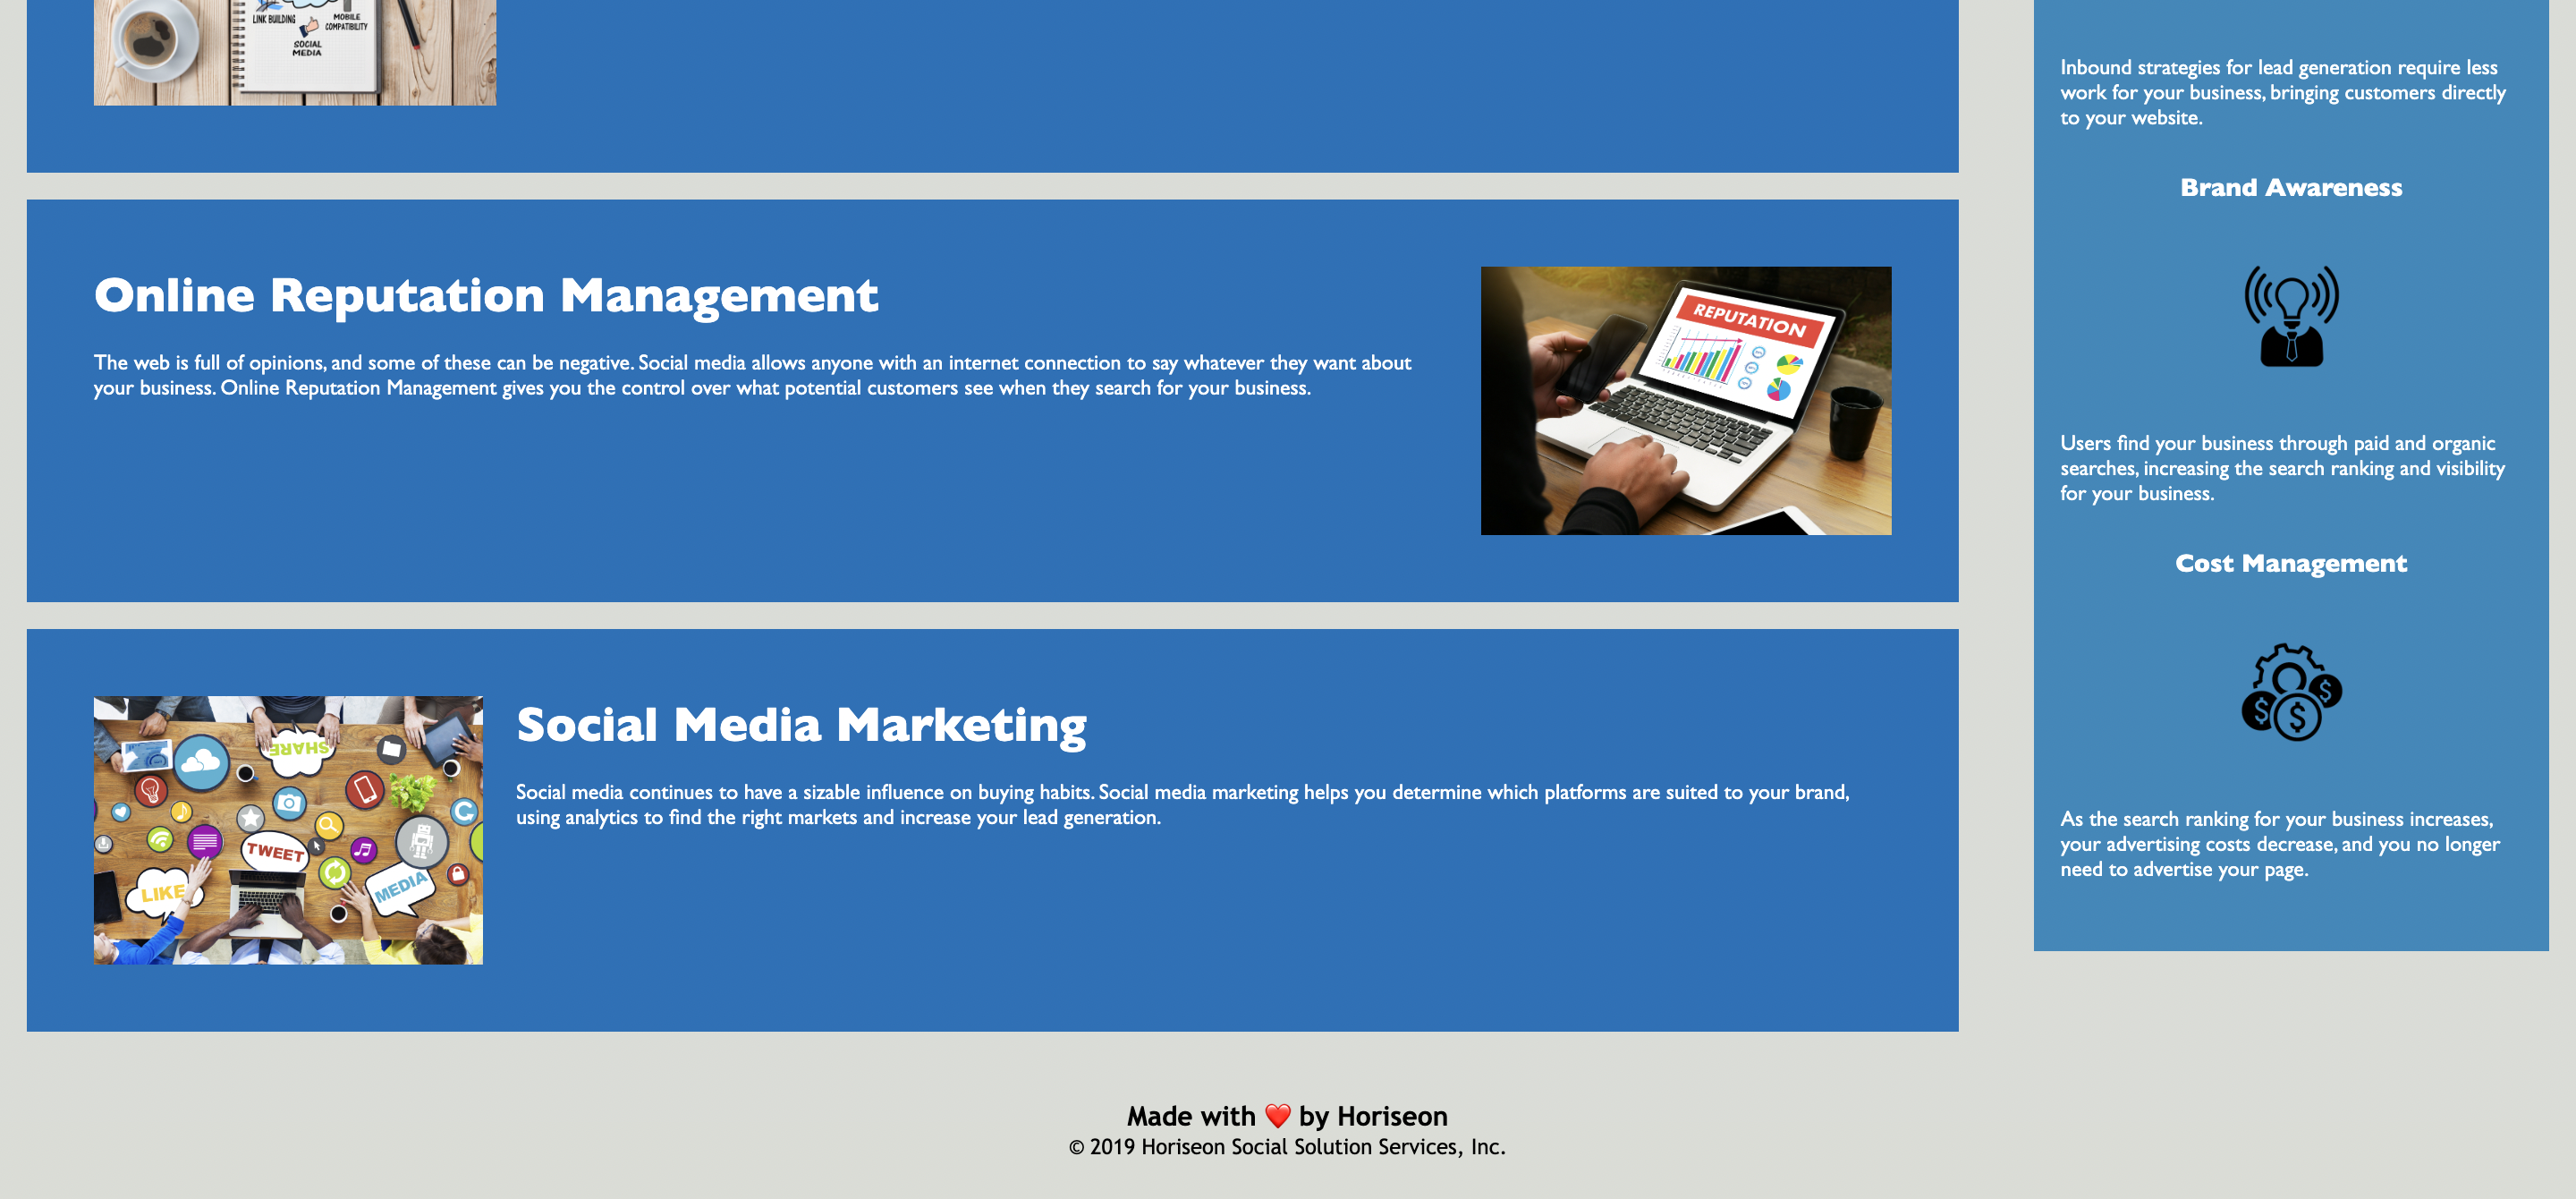 LINK BUILDING
MOBILE
COMPATIBILITY
SOCIAL
MEDIA
Online Reputation Management
The web is full of opinions, and some of these can be negative. Social media allows anyone with an internet connection to say whatever they want about
your business. Online Reputation Management gives you the control over what potential customers see when they search for your business.
REPUTATION
SHARE
TWEET
LIKE
MEDIA
Social Media Marketing
Social media continues to have a sizable influence on buying habits. Social media marketing helps you determine which platforms are suited to your brand,
using analytics to find the right markets and increase your lead generation.
Inbound strategies for lead generation require less
work for your business, bringing customers directly
to your website.
Brand Awareness
Users find your business through paid and organic
searches, increasing the search ranking and visibility
for your business.
Cost Management
$
$
$
As the search ranking for your business increases,
your advertising costs decrease, and you no longer
need to advertise your page.
Made with ❤️ by Horiseon
© 2019 Horiseon Social Solution Services, Inc.